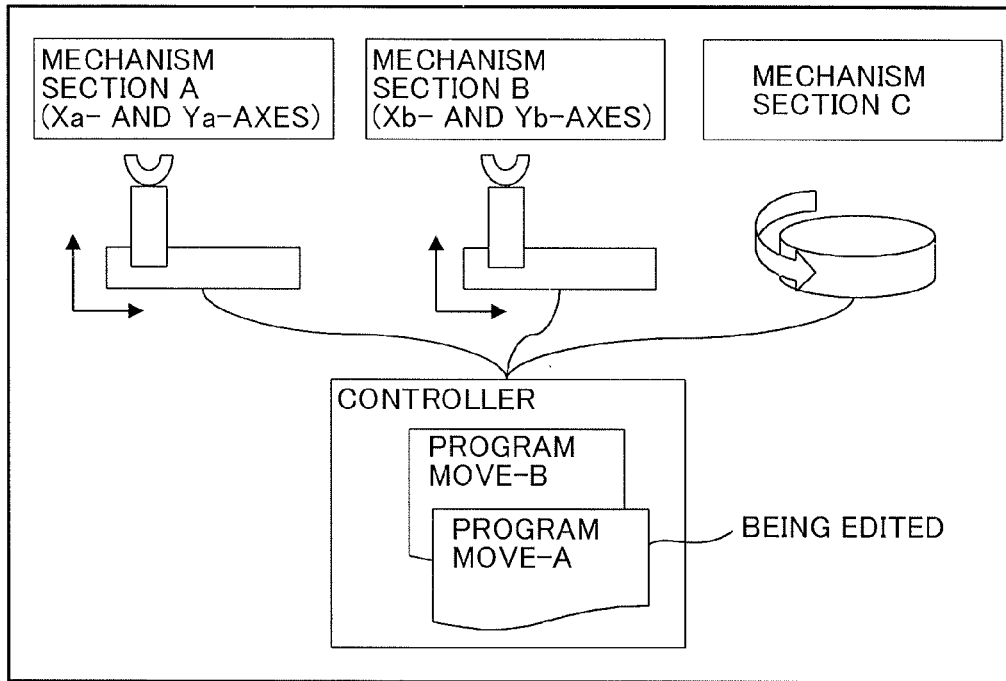 MECHANISM
SECTION A
(Xa- AND Ya-AXES)
MECHANISM
SECTION B
(Xb- AND Yb-AXES)
MECHANISM
SECTION C
CONTROLLER
PROGRAM
MOVE-B
PROGRAM
MOVE-A
BEING EDITED